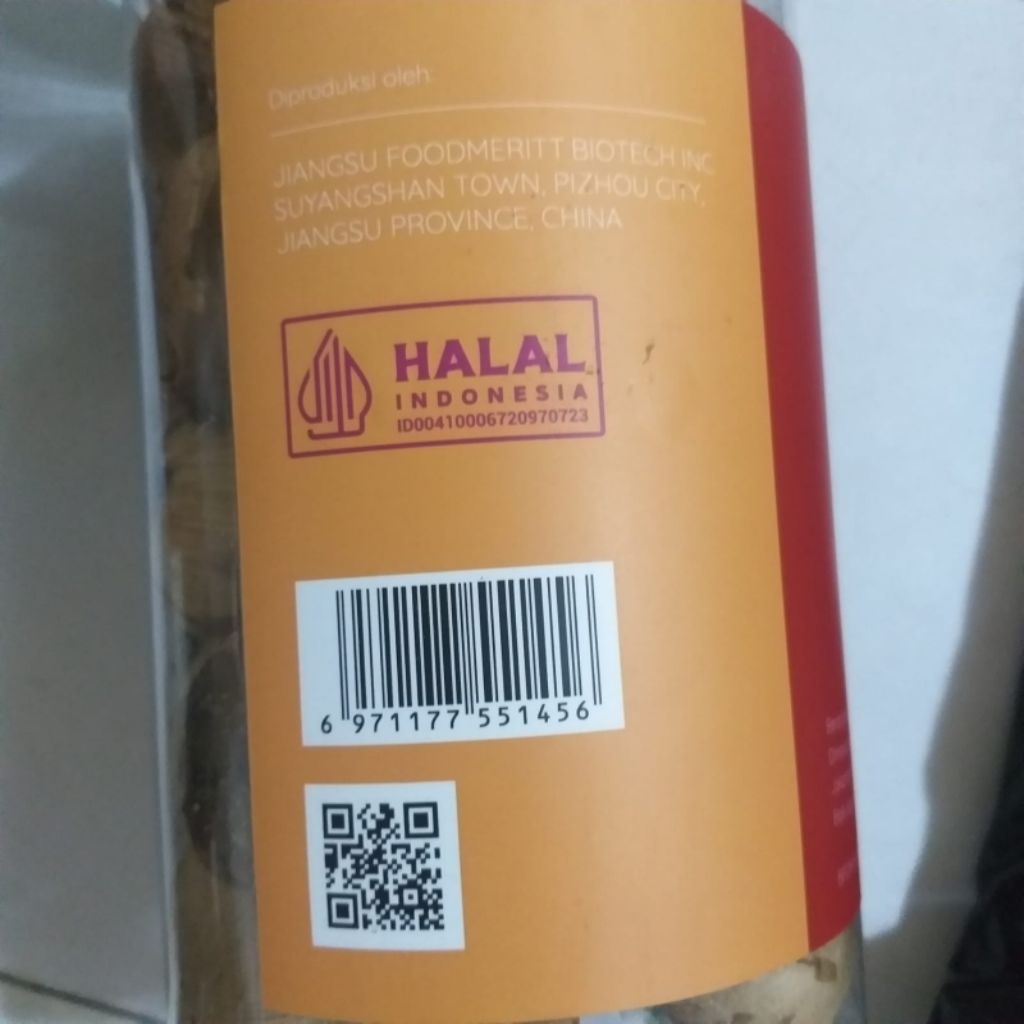 Diproduksi oleh:
JIANGSU FOODMERITT BIOTECH INC
SUYANGSHAN TOWN, PIZHOU CITY,
JIANGSU PROVINCE, CHINA
HALAL
INDONESIA
ID00410006720970723
6 971177 551456